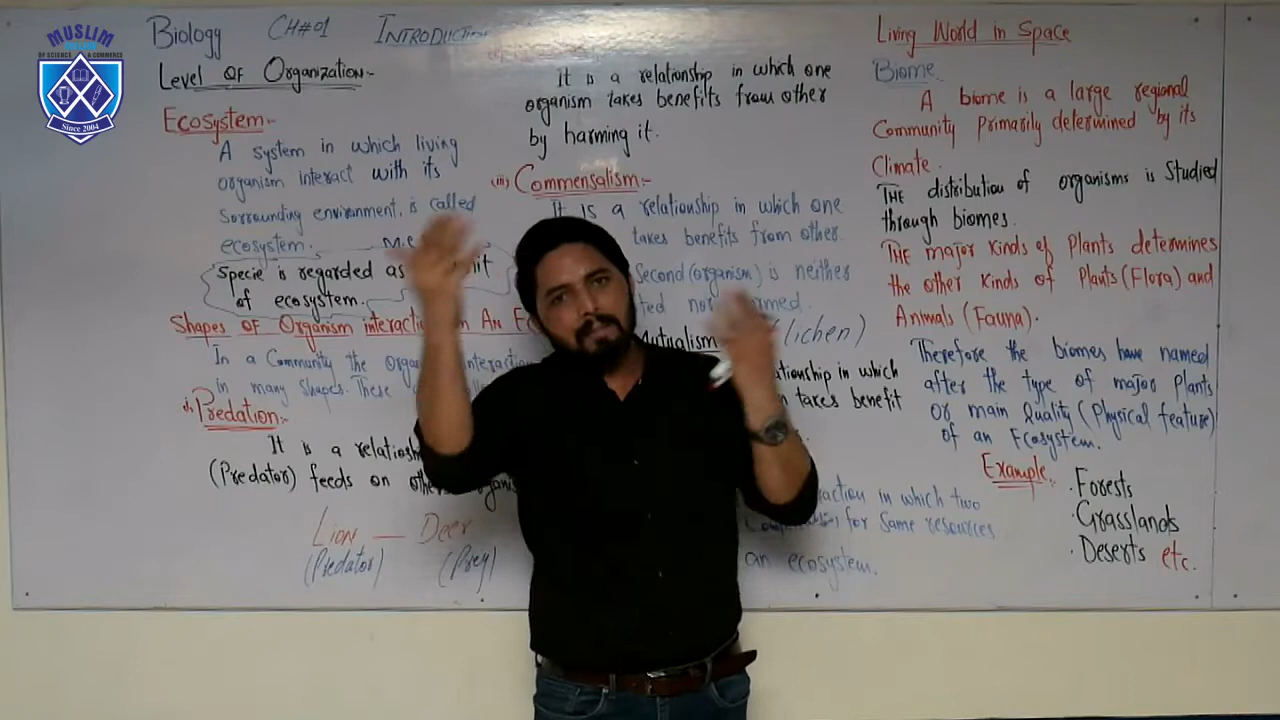 MUSLIM
OF SCIENCE & COMMERCE
Since 2004
Biology CH#01 INTRODUCTION
Level OF Organization:-
Ecosystem:-
A system in which living
organism interact with its
sorrounding environment, is called
ecosystem.
Specie is regarded as
of ecosystem.
Shapes OF Organism interaction In An
In a Community the interaction
in many shapes. These
i) Predation:-
It is a
(Predator) feeds on
Lion — Deer
(Predator) (Prey)
It is a relationship in which one
organism takes benefits from other
by harming it.
(iii) Commensalism:-
It is a relationship in which one
takes benefits from other.
Second (organism) is neither
Mutualism (lichen)
in which
takes benefit
in which two
for same resources
an ecosystem.
Living World in Space
Biome
A biome is a large regional
Community Primarily determined by its
Climate.
THE distribution of organisms is Studied
through biomes.
THE major kinds of Plants determines
the other kinds of Plants (Flora) and
Animals (Fauna).
Therefore the biomes have named
after the type of major Plants
or main Quality (Physical feature)
of an Ecosystem.
Example:-
· Forests
· Grasslands
· Deserts etc.